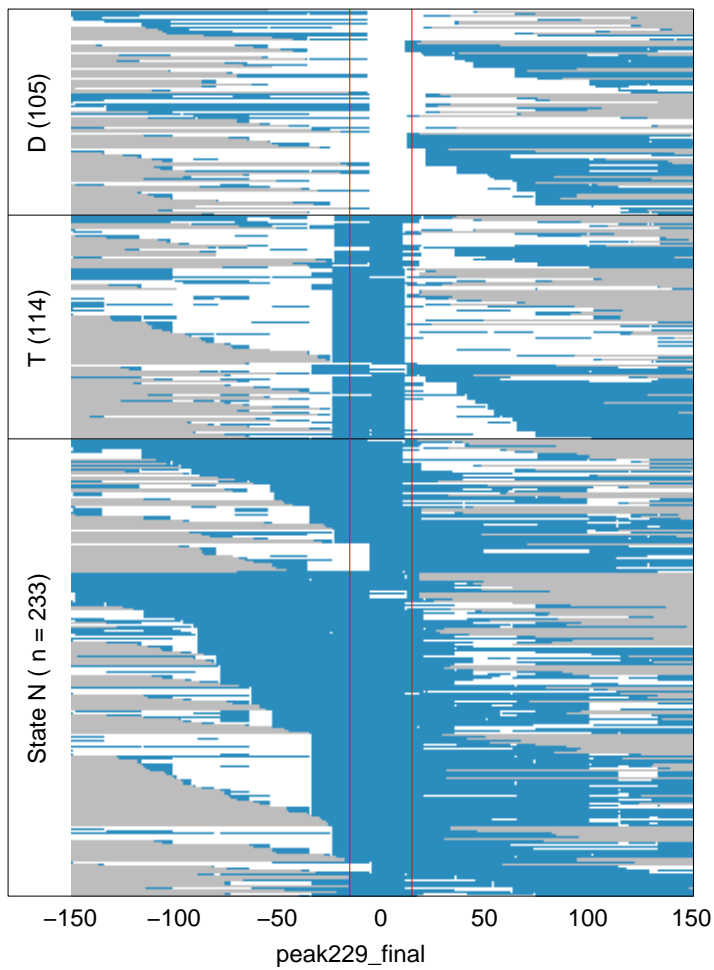 D (105)
T (114)
State N ( n = 233)
−150 −100 −50 0 50 100 150
peak229_final